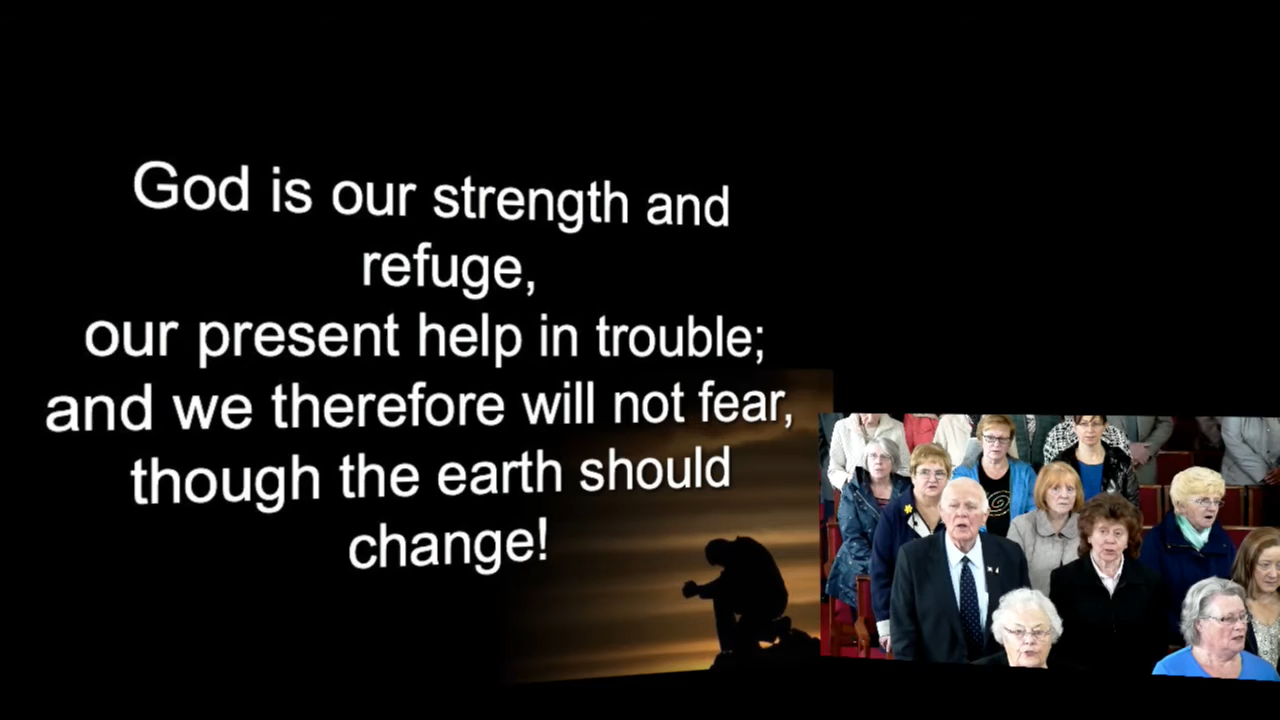 God is our strength and
refuge,
our present help in trouble;
and we therefore will not fear,
though the earth should
change!